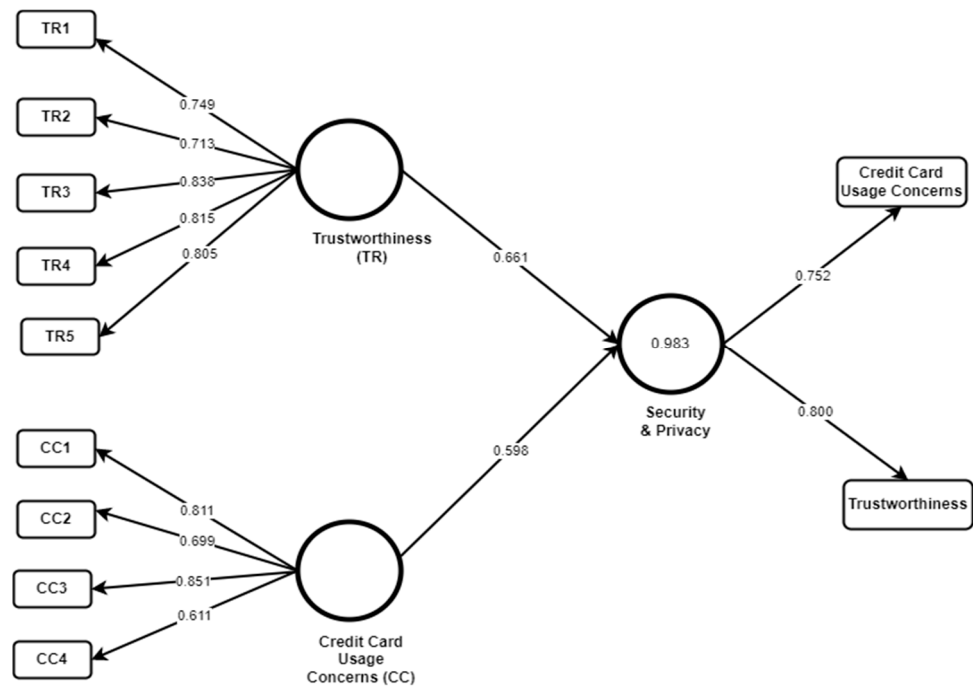 TR1
0.749
TR2
0.713
TR3
0.838
TR4
0.815
0.805
TR5
Trustworthiness
(TR)
0.661
Credit Card
Usage Concerns
0.752
0.983
Security
& Privacy
0.800
Trustworthiness
0.598
CC1
0.811
CC2
0.699
CC3
0.851
0.611
CC4
Credit Card
Usage
Concerns (CC)